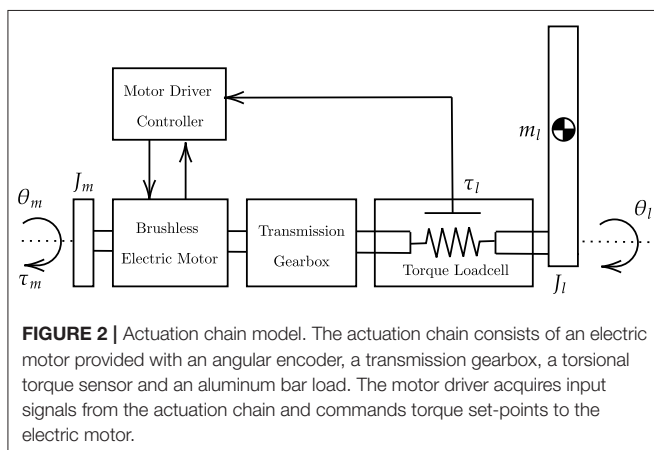 Motor Driver
Controller
m_l
τ_l
θ_m
J_m
θ_l
Brushless
Electric Motor
Transmission
Gearbox
Torque Loadcell
τ_m
J_l
FIGURE 2 | Actuation chain model. The actuation chain consists of an electric
motor provided with an angular encoder, a transmission gearbox, a torsional
torque sensor and an aluminum bar load. The motor driver acquires input
signals from the actuation chain and commands torque set-points to the
electric motor.